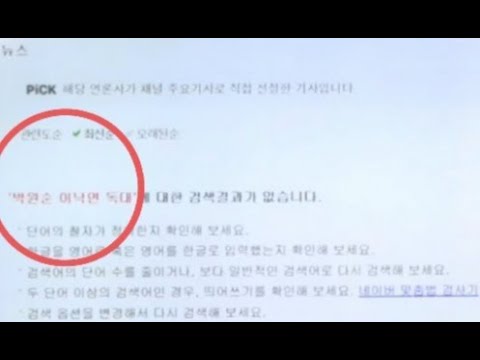 뉴스
PiCK 해당 언론사가 채널 주요기사로 직접 선정한 기사입니다.
관련도순 ✔ 최신순 ✔ 오래된순
'박원순 이낙연 독대'에 대한 검색결과가 없습니다.
단어의 철자가 정확한지 확인해 보세요.
한글을 영어로 혹은 영어를 한글로 입력했는지 확인해 보세요.
검색어의 단어 수를 줄이거나, 보다 일반적인 검색어로 다시 검색해 보세요.
두 단어 이상의 검색어인 경우, 띄어쓰기를 확인해 보세요. 네이버 맞춤법 검사기
검색 옵션을 변경해서 다시 검색해 보세요.